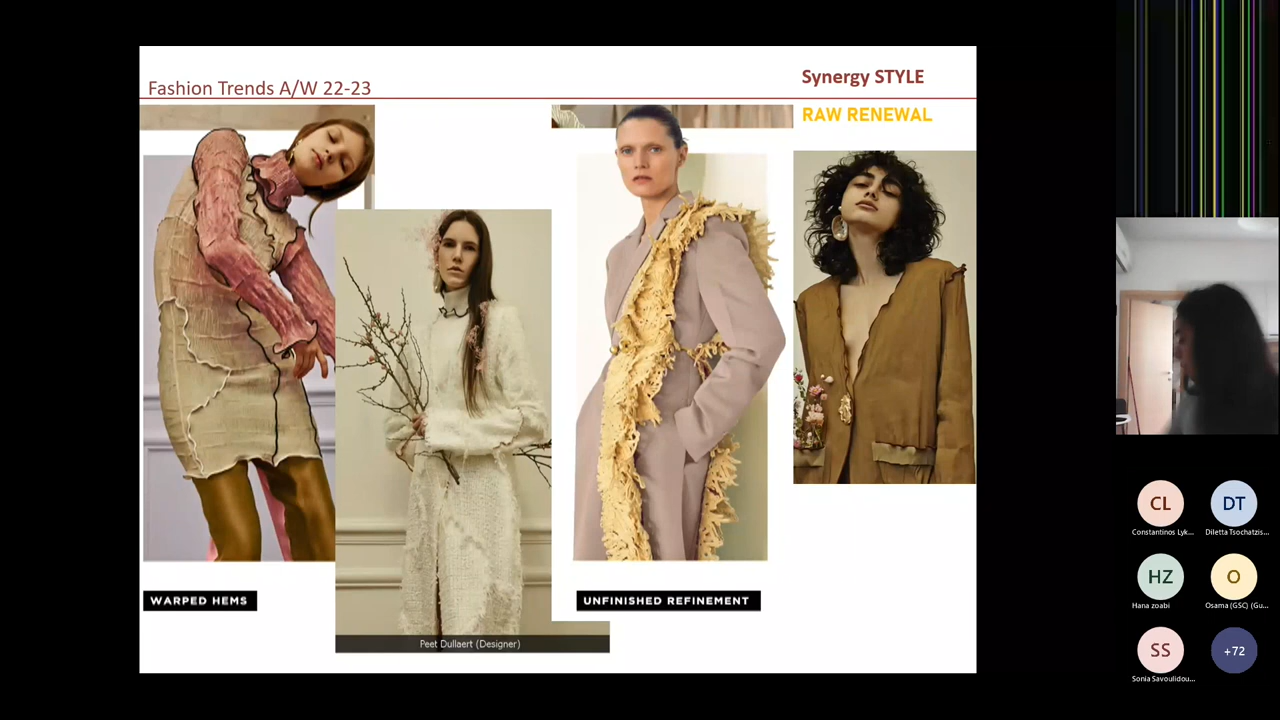 Fashion Trends A/W 22-23
Synergy STYLE
RAW RENEWAL
WARPED HEMS
UNFINISHED REFINEMENT
Peet Dullaert (Designer)
CL
DT
Constantinos Lyk...
Diletta Tsochatzis...
HZ
O
Hana zoabi
Osama (GSC) (Gu...
SS
+72
Sonia Savoulidou...